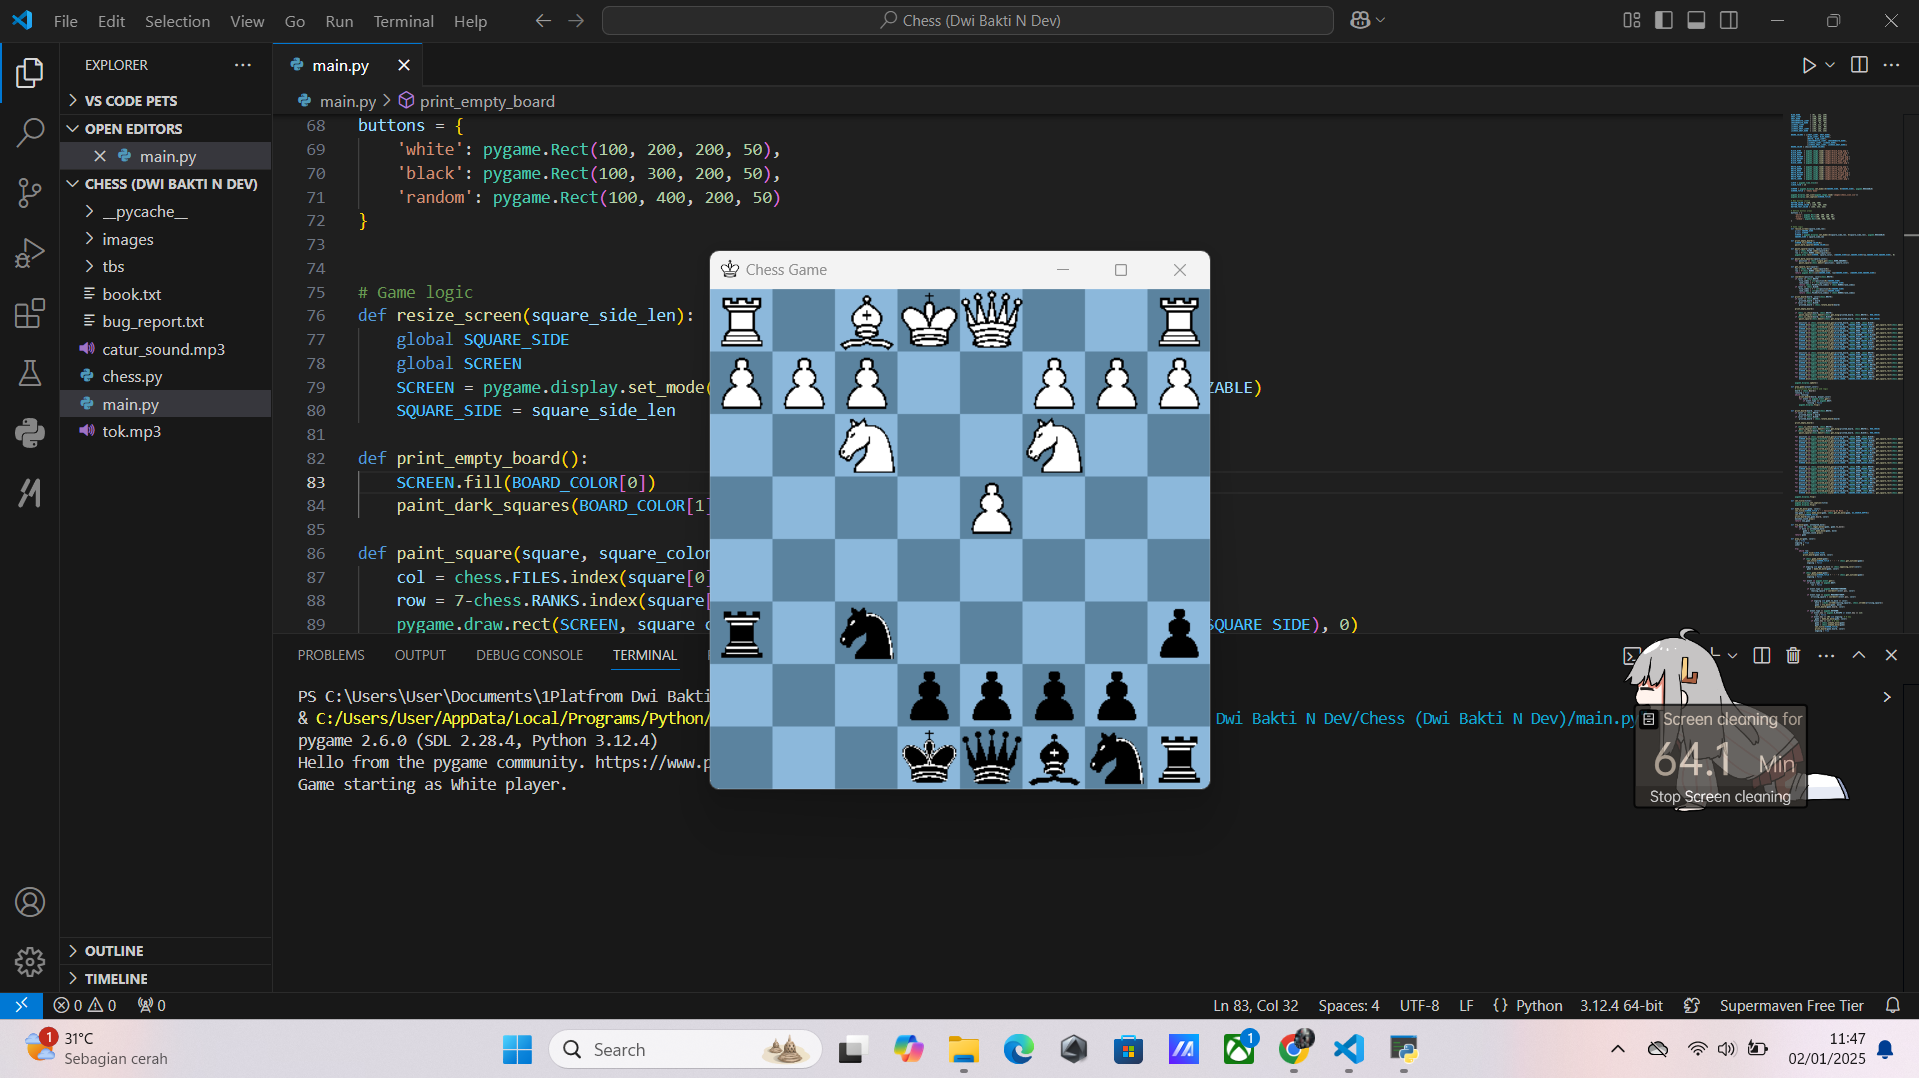 File Edit Selection View Go Run Terminal Help
Chess (Dwi Bakti N Dev)
EXPLORER
VS CODE PETS
OPEN EDITORS
main.py
CHESS (DWI BAKTI N DEV)
__pycache__
images
tbs
book.txt
bug_report.txt
catur_sound.mp3
chess.py
main.py
tok.mp3
OUTLINE
TIMELINE
main.py
main.py > print_empty_board
68 buttons = {
69 'white': pygame.Rect(100, 200, 200, 50),
70 'black': pygame.Rect(100, 300, 200, 50),
71 'random': pygame.Rect(100, 400, 200, 50)
72 }
73
74
75 # Game logic
76 def resize_screen(square_side_len):
77 global SQUARE_SIDE
78 global SCREEN
79 SCREEN = pygame.display.set_mode( ZABLE)
80 SQUARE_SIDE = square_side_len
81
82 def print_empty_board():
83 SCREEN.fill(BOARD_COLOR[0])
84 paint_dark_squares(BOARD_COLOR[1]
85
86 def paint_square(square, square_color
87 col = chess.FILES.index(square[0]
88 row = 7-chess.RANKS.index(square[
89 pygame.draw.rect(SCREEN, square_c SQUARE_SIDE), 0)
Chess Game
PROBLEMS OUTPUT DEBUG CONSOLE TERMINAL
PS C:\Users\User\Documents\1Platfrom Dwi Bakti
& C:/Users/User/AppData/Local/Programs/Python/ Dwi Bakti N DeV/Chess (Dwi Bakti N Dev)/main.py
pygame 2.6.0 (SDL 2.28.4, Python 3.12.4)
Hello from the pygame community. https://www.p
Game starting as White player.
Screen cleaning for
64.1 Min
Stop Screen cleaning
0 0 0
Ln 83, Col 32 Spaces: 4 UTF-8 LF {} Python 3.12.4 64-bit Supermaven Free Tier
1
31°C
Sebagian cerah
Search
1
11:47
02/01/2025